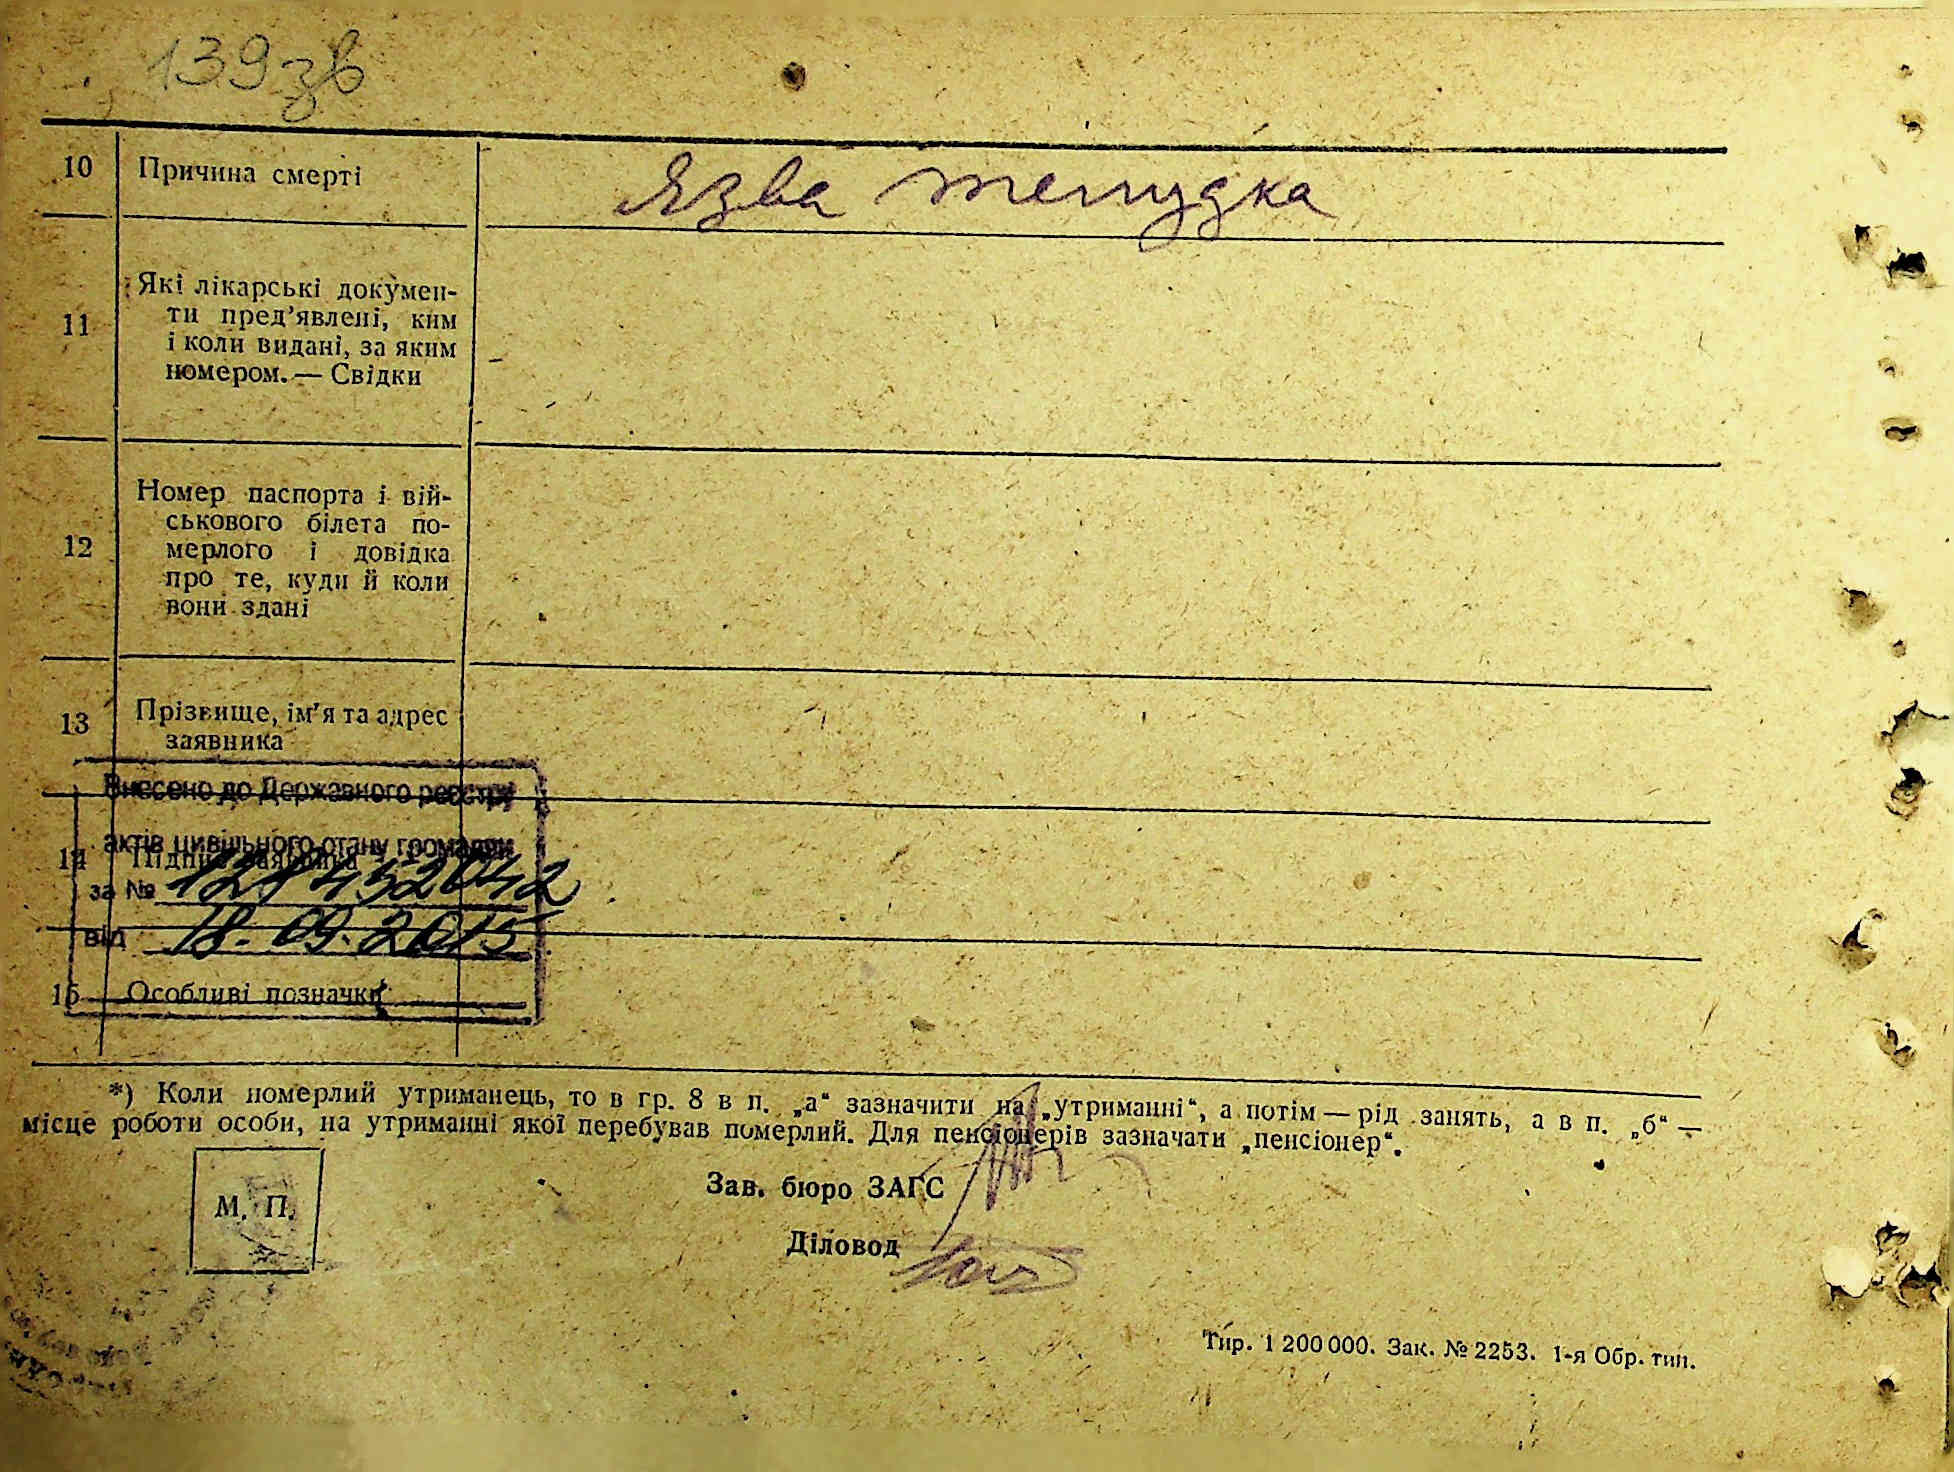 139 зв
10 Причина смерті Язва желудка
11 Які лікарські докумен-
ти пред’явлені, ким
і коли видані, за яким
номером. — Свідки
–
12 Номер паспорта і вій-
ськового білета по-
мерлого і довідка
про те, куди й коли
вони здані
13 Прізвище, ім’я та адрес
заявника
Внесено до Державного реєстру
актів цивільного стану громадян
14 Підпис заявника
за №
від 18.09.2015
15 Особливі позначки
*) Коли померлий утриманець, то в гр. 8 в п. „а“ зазначити на „утриманні“, а потім — рід занять, а в п. „б“ —
місце роботи особи, на утриманні якої перебував померлий. Для пенсіонерів зазначати „пенсіонер“.
М. П.
Зав. бюро ЗАГС
Діловод
Тир. 1 200 000. Зак. № 2253. 1-я Обр. тип.